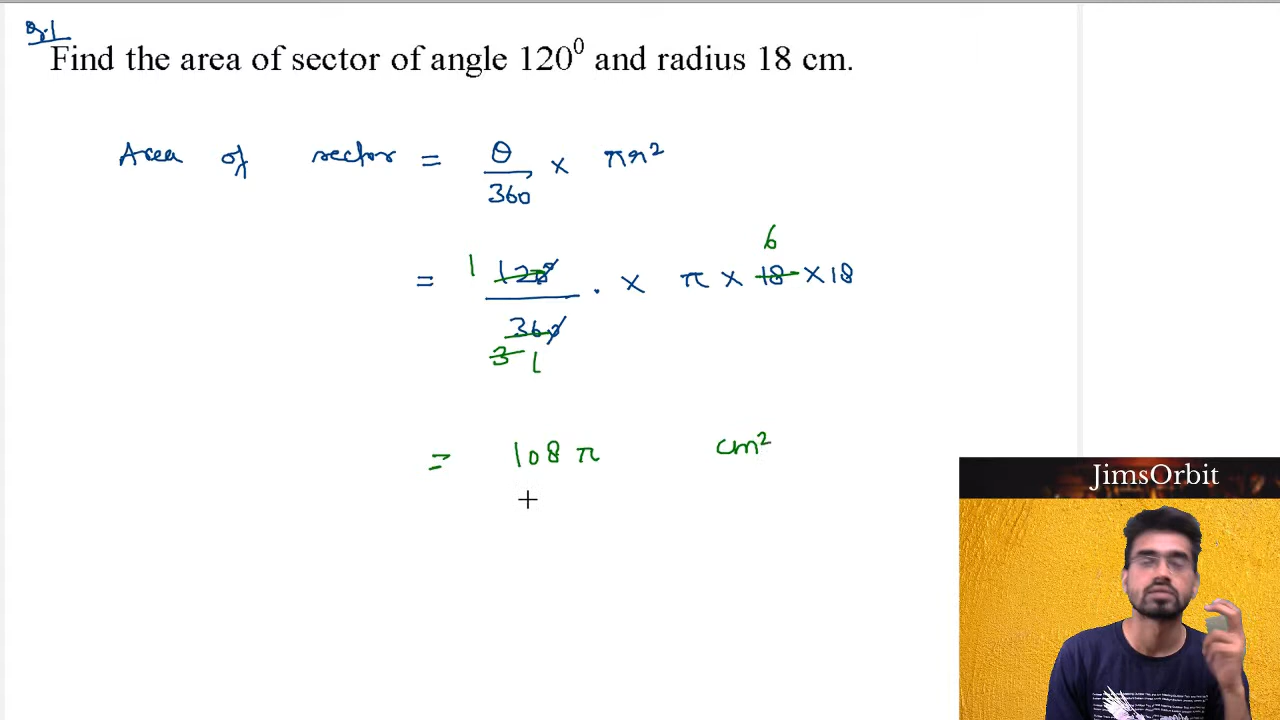 Q.1
Find the area of sector of angle 120⁰ and radius 18 cm.
Area of sector = θ/360 × πr²
= 1 120/360 3 1 . × π × 6 18 × 18
= 108 π cm²
JimsOrbit